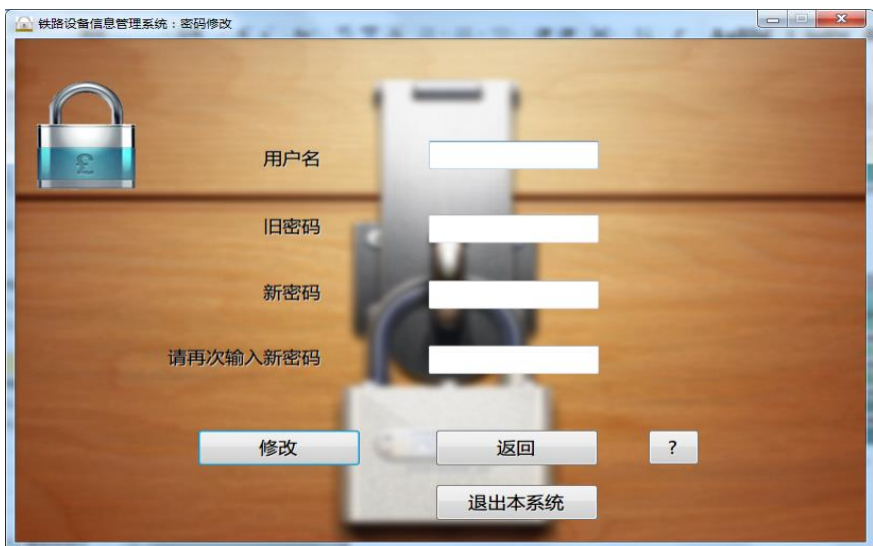 铁路设备信息管理系统：密码修改
£
用户名
旧密码
新密码
请再次输入新密码
修改
返回
?
退出本系统